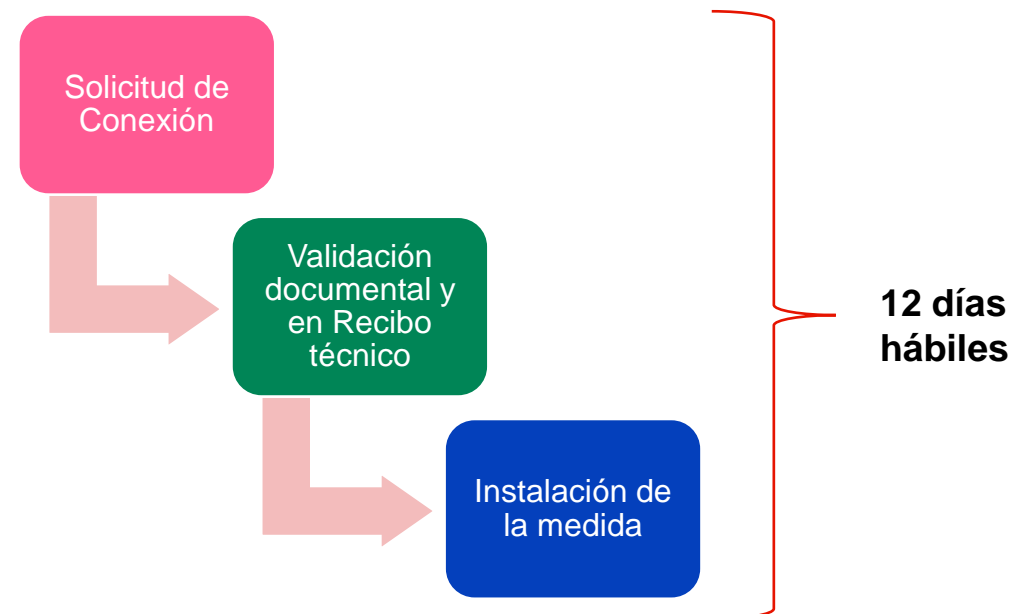 Solicitud de
Conexión
Validación
documental y
en Recibo
técnico
Instalación de
la medida
12 días
hábiles